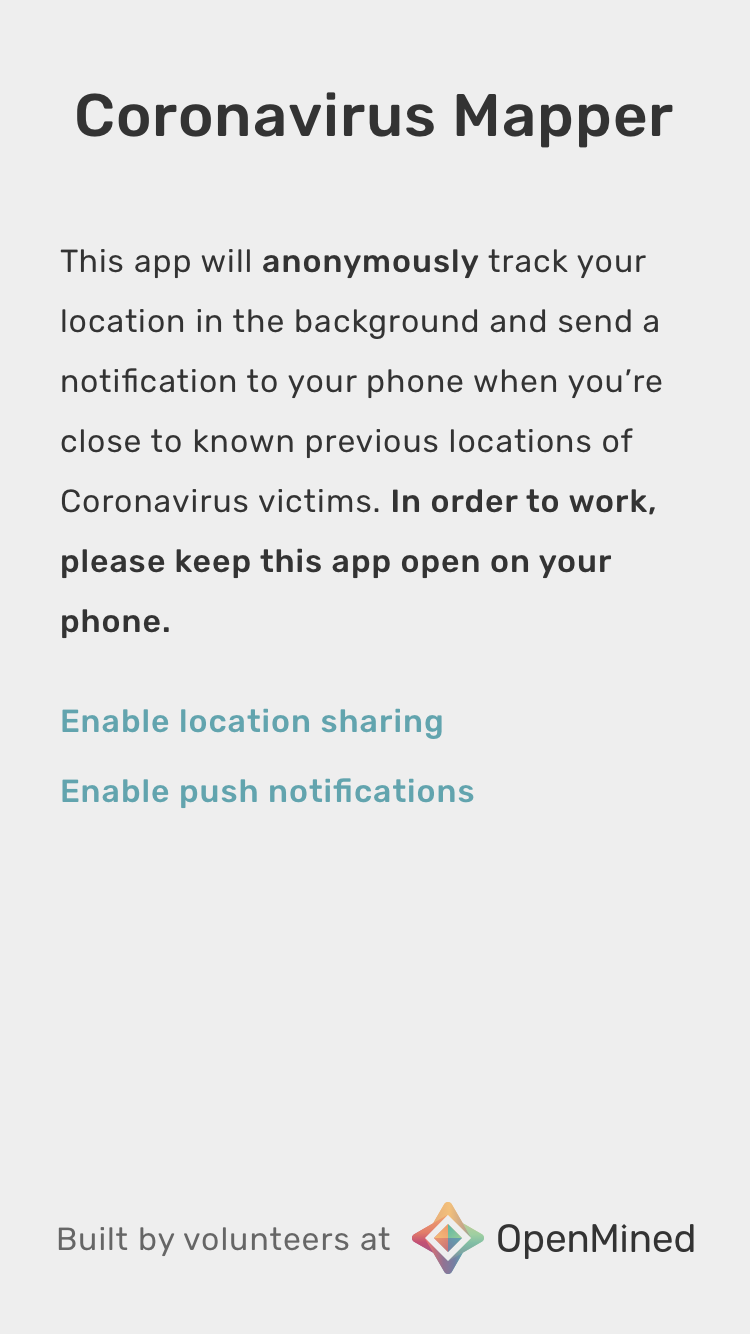 Coronavirus Mapper
This app will anonymously track your
location in the background and send a
notification to your phone when you’re
close to known previous locations of
Coronavirus victims. In order to work,
please keep this app open on your
phone.
Enable location sharing
Enable push notifications
Built by volunteers at OpenMined